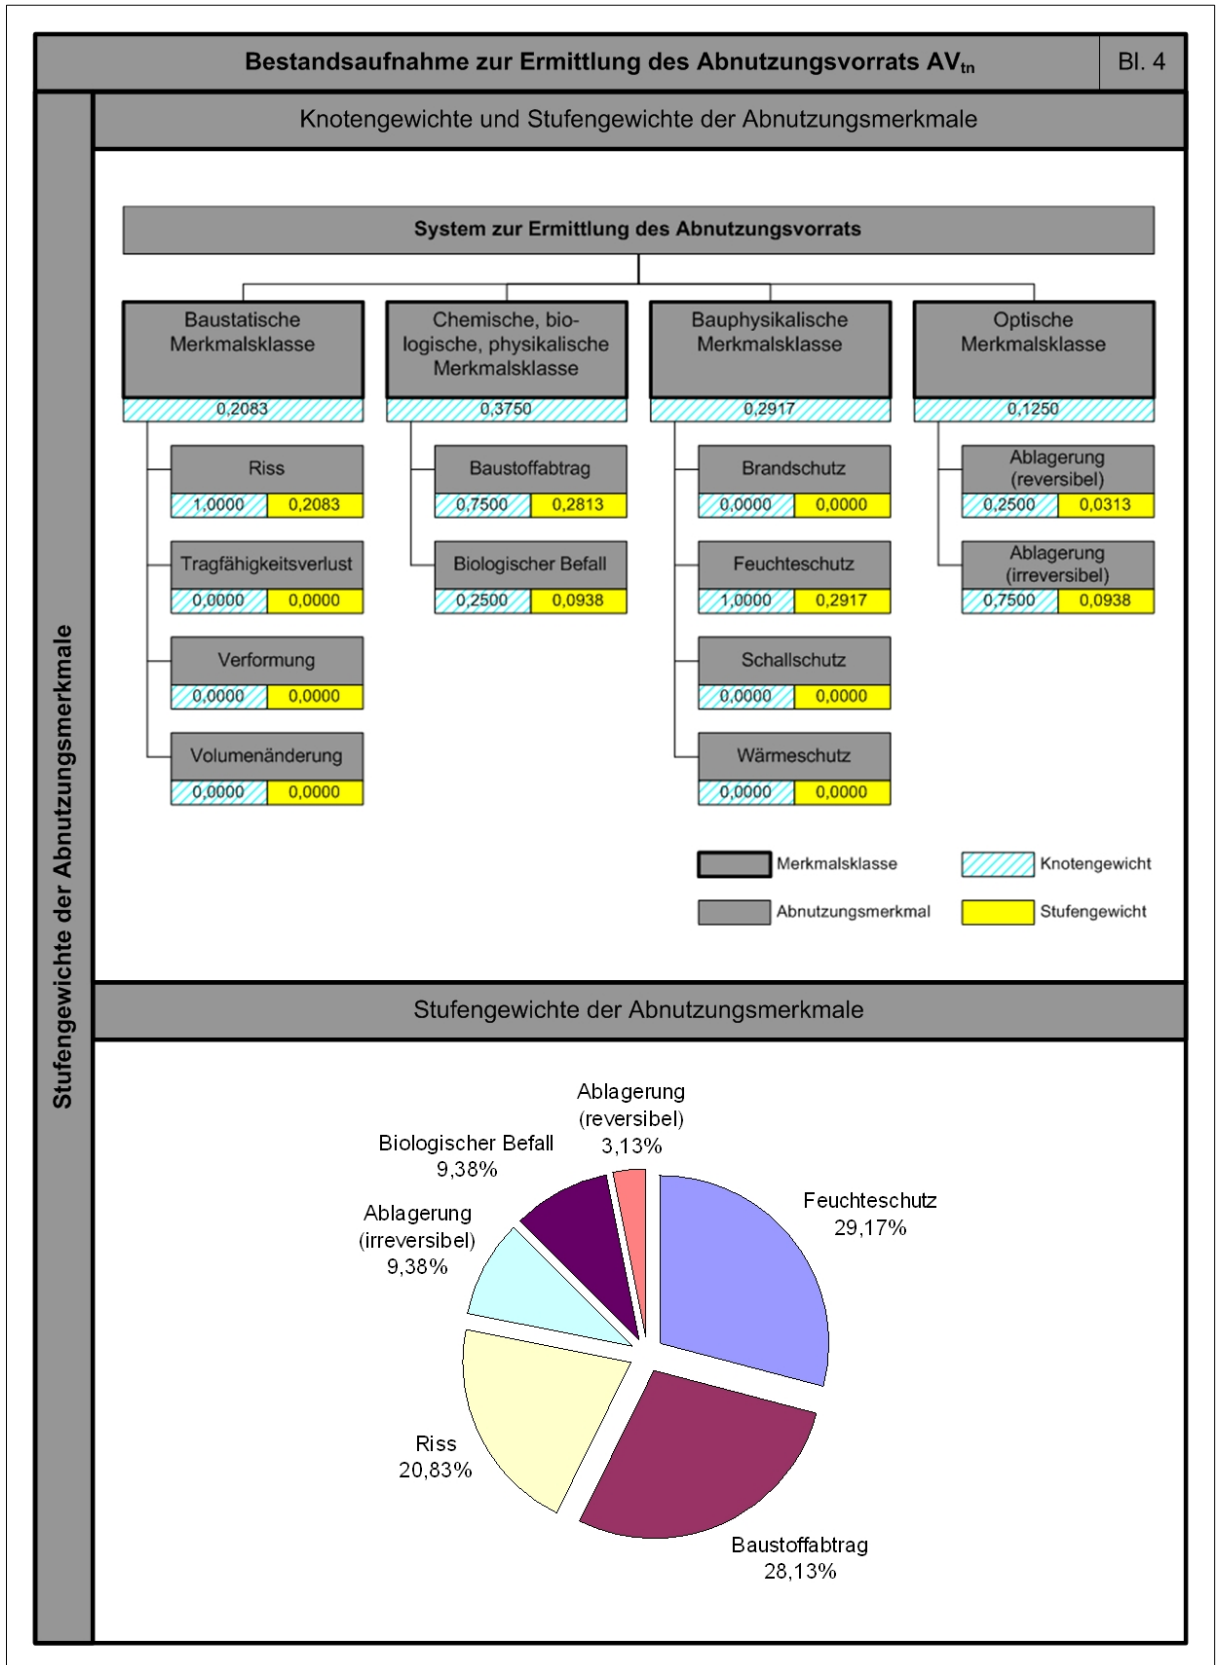 Bestandsaufnahme zur Ermittlung des Abnutzungsvorrats AVtn
Bl. 4
Stufengewichte der Abnutzungsmerkmale
Knotengewichte und Stufengewichte der Abnutzungsmerkmale
System zur Ermittlung des Abnutzungsvorrats
Baustatische
Merkmalsklasse
0,2083
Riss
1,0000 0,2083
Tragfähigkeitsverlust
0,0000 0,0000
Verformung
0,0000 0,0000
Volumenänderung
0,0000 0,0000
Chemische, bio-
logische, physikalische
Merkmalsklasse
0,3750
Baustoffabtrag
0,7500 0,2813
Biologischer Befall
0,2500 0,0938
Bauphysikalische
Merkmalsklasse
0,2917
Brandschutz
0,0000 0,0000
Feuchteschutz
1,0000 0,2917
Schallschutz
0,0000 0,0000
Wärmeschutz
0,0000 0,0000
Optische
Merkmalsklasse
0,1250
Ablagerung
(reversibel)
0,2500 0,0313
Ablagerung
(irreversibel)
0,7500 0,0938
Merkmalsklasse
Knotengewicht
Abnutzungsmerkmal
Stufengewicht
Stufengewichte der Abnutzungsmerkmale
Ablagerung
(reversibel)
3,13%
Biologischer Befall
9,38%
Ablagerung
(irreversibel)
9,38%
Feuchteschutz
29,17%
Riss
20,83%
Baustoffabtrag
28,13%